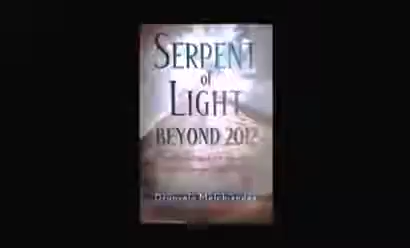 SERPENT
of
LIGHT
BEYOND 2012
Drunvalo Melchizedek